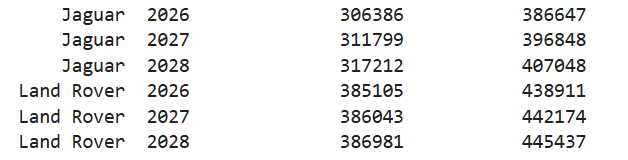 Jaguar 2026 306386 386647
Jaguar 2027 311799 396848
Jaguar 2028 317212 407048
Land Rover 2026 385105 438911
Land Rover 2027 386043 442174
Land Rover 2028 386981 445437